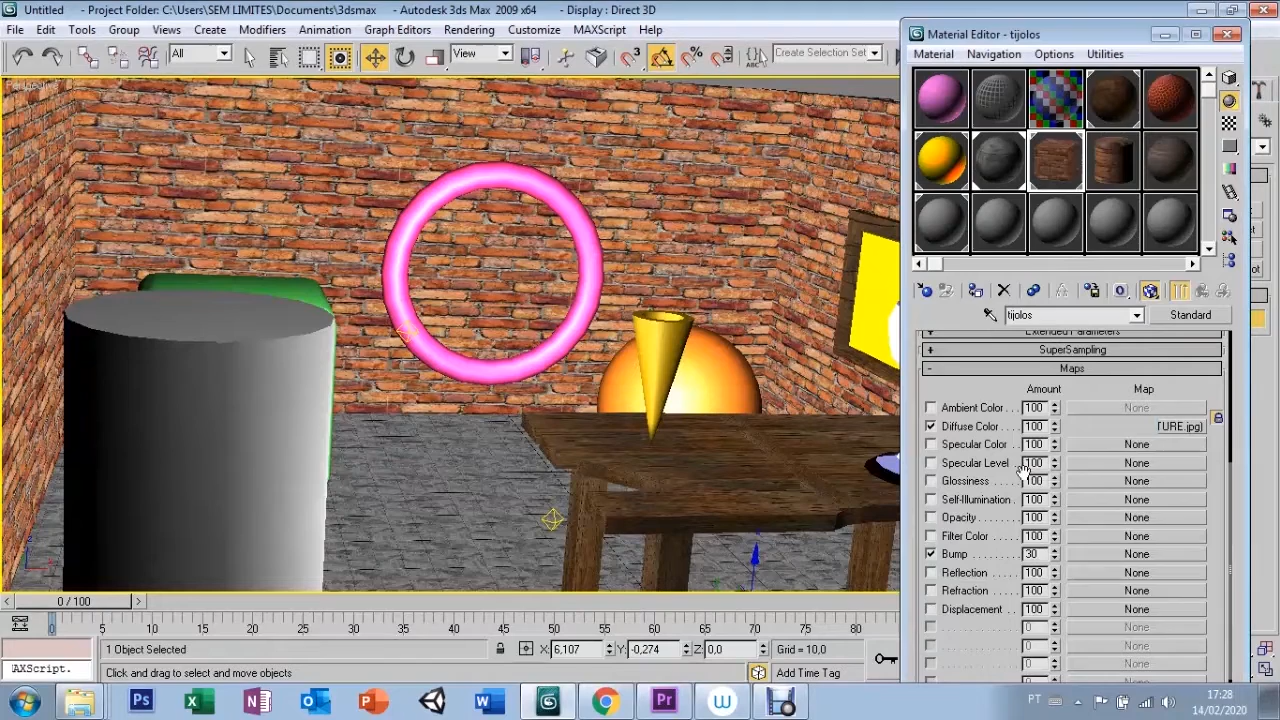 Untitled - Project Folder: C:\Users\SEM LIMITES\Documents\3dsmax - Autodesk 3ds Max 2009 x64 - Display : Direct 3D
File Edit Tools Group Views Create Modifiers Animation Graph Editors Rendering Customize MAXScript Help
All View Create Selection Set
Perspective
Material Editor - tijolos
Material Navigation Options Utilities
tijolos Standard
Extended Parameters
+ SuperSampling
- Maps
Amount Map
Ambient Color . . . 100 None
Diffuse Color . . . . 100 TURE.jpg)
Specular Color . . . 100 None
Specular Level . 100 None
Glossiness . . . . . 100 None
Self-Illumination . 100 None
Opacity . . . . . . . . 100 None
Filter Color . . . . . 100 None
Bump . . . . . . . . . 30 None
Reflection . . . . . . 100 None
Refraction . . . . . 100 None
Displacement . . 100 None
0 None
0 None
0 None
0 / 100
0 5 10 15 20 25 30 35 40 45 50 55 60 65 70 75 80
1 Object Selected X: 6,107 Y: -0,274 Z: 0,0 Grid = 10,0
AXScript. Click and drag to select and move objects Add Time Tag
PT 17:28
14/02/2020